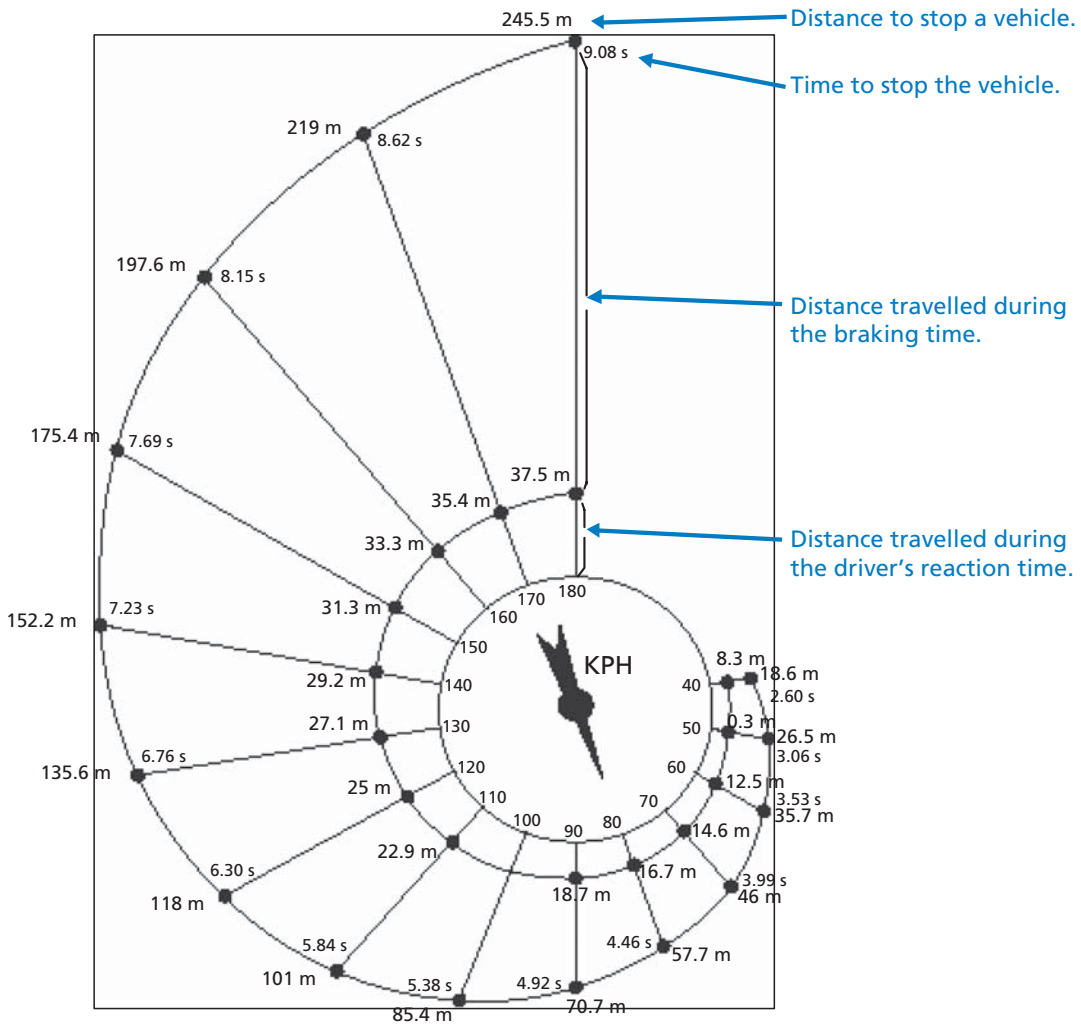 245.5 m
Distance to stop a vehicle.
9.08 s
Time to stop the vehicle.
219 m
8.62 s
197.6 m
8.15 s
Distance travelled during
the braking time.
175.4 m
7.69 s
37.5 m
35.4 m
33.3 m
Distance travelled during
the driver's reaction time.
31.3 m
170
180
160
7.23 s
152.2 m
150
KPH
8.3 m
18.6 m
29.2 m
140
40
2.60 s
27.1 m
130
50
0.3 m
26.5 m
6.76 s
3.06 s
135.6 m
120
60
12.5 m
25 m
3.53 s
110
70
35.7 m
100
90
80
14.6 m
22.9 m
16.7 m
6.30 s
18.7 m
3.99 s
118 m
46 m
5.84 s
4.46 s
57.7 m
101 m
5.38 s
4.92 s
70.7 m
85.4 m